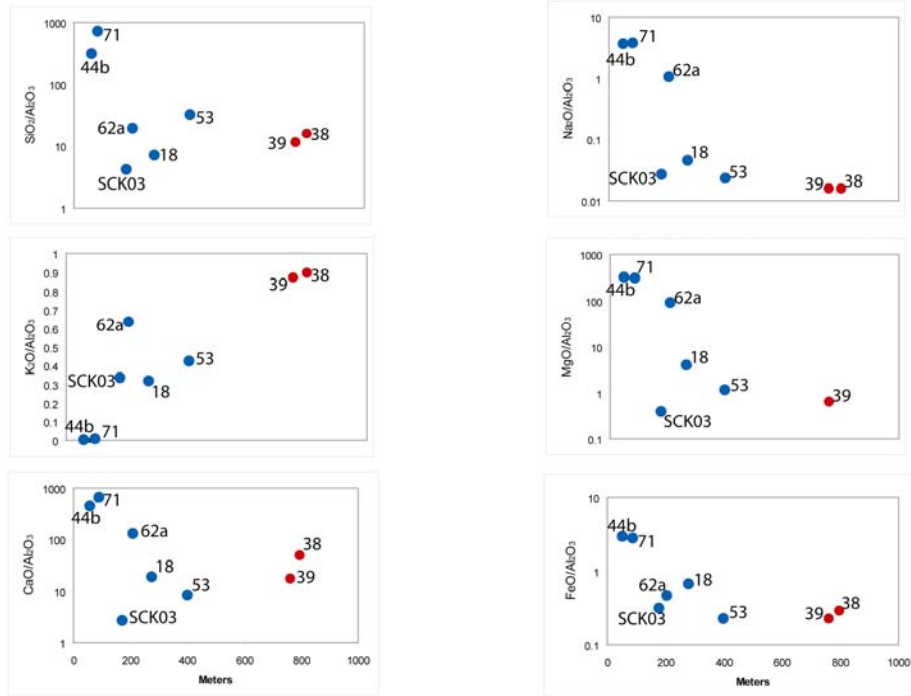 SiO₂/Al₂O₃
1000
100
10
1
71
44b
62a
SCK03
18
53
39
38
Na₂O/Al₂O₃
10
1
0.1
0.01
71
44b
62a
SCK03
18
53
39
38
K₂O/Al₂O₃
1
0.9
0.8
0.7
0.6
0.5
0.4
0.3
0.2
0.1
0
44b
71
SCK03
62a
18
53
39
38
MgO/Al₂O₃
1000
100
10
1
0.1
71
44b
62a
18
SCK03
53
39
CaO/Al₂O₃
1000
100
10
1
71
44b
62a
18
SCK03
53
38
39
0 200 400 600 800 1000
Meters
FeO/Al₂O₃
10
1
0.1
44b
71
62a
18
SCK03
53
39
38
0 200 400 600 800 1000
Meters